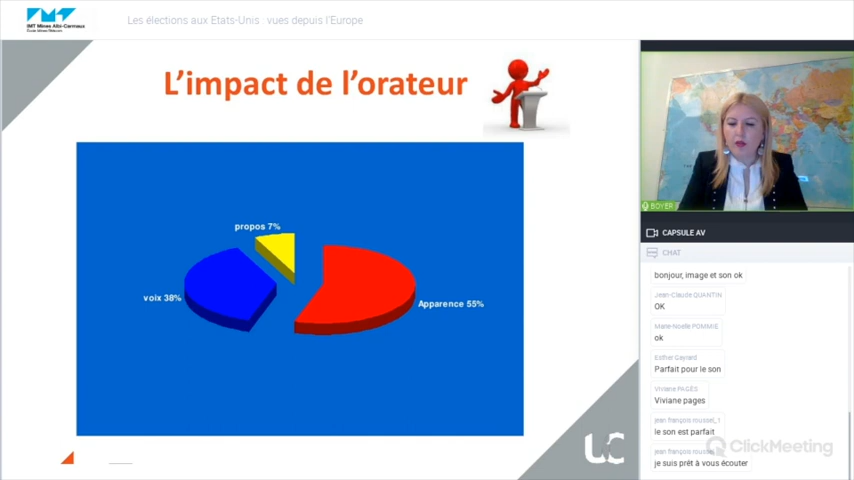 IMT Mines Albi-Carmaux
École Mines-Télécom
Les élections aux Etats-Unis : vues depuis l'Europe
L'impact de l'orateur
propos 7%
voix 38%
Apparence 55%
UC
BOYER
CAPSULE AV
CHAT
bonjour, image et son ok
Jean-Claude QUANTIN
OK
Marie-Noelle POMMIE
ok
Esther Gayrard
Parfait pour le son
Viviane PAGÈS
Viviane pages
jean françois roussel_1
le son est parfait
jean françois roussel
je suis prêt à vous écouter
ClickMeeting